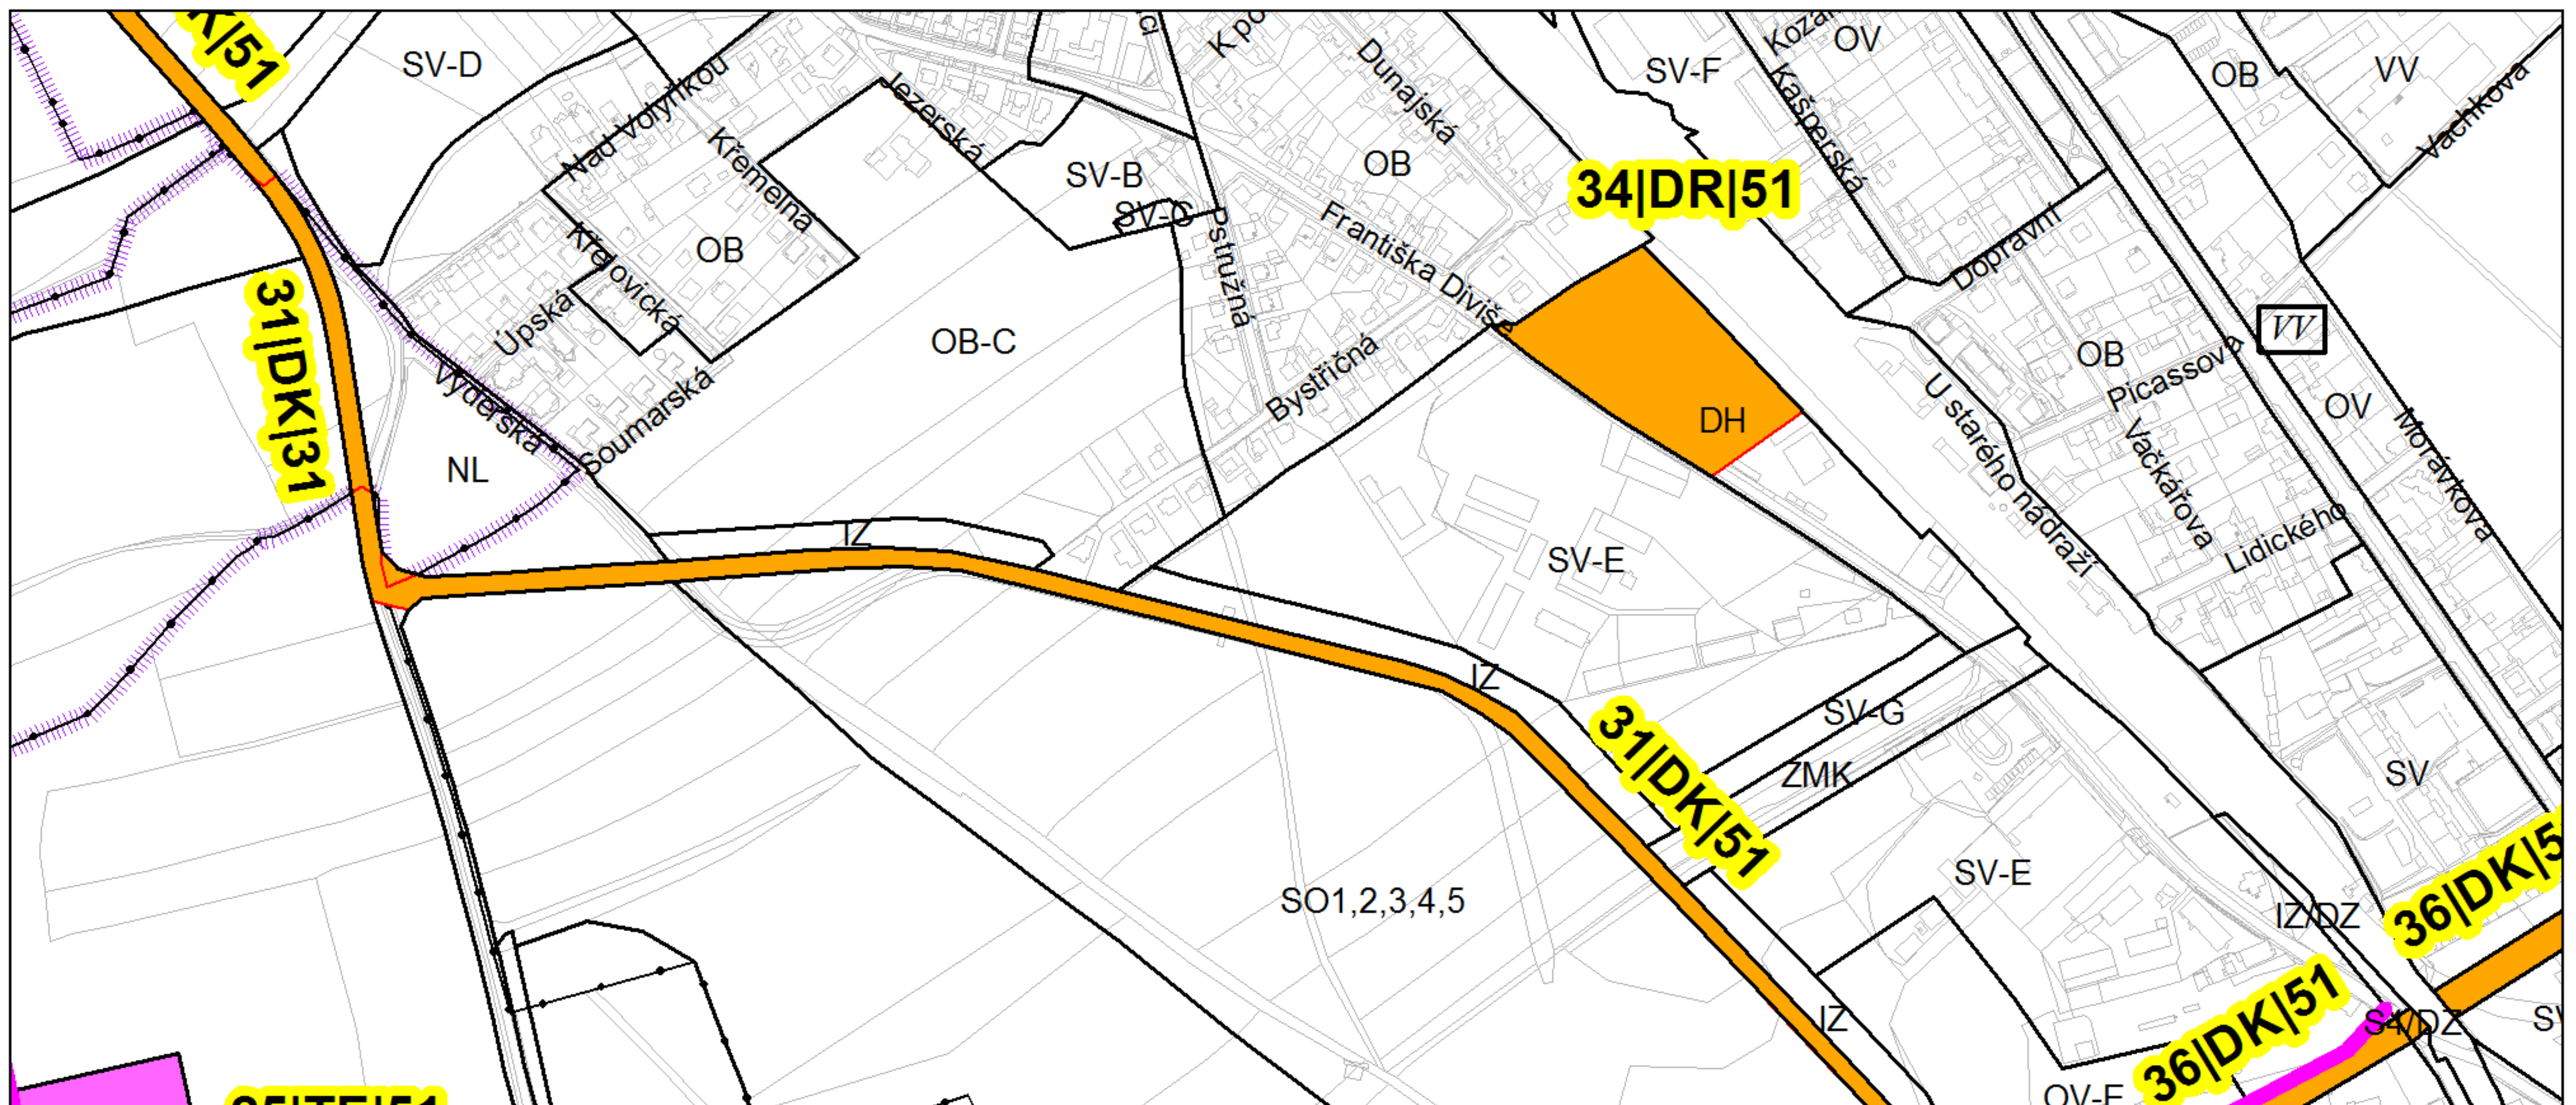 K|51
SV-D
Nad Volyňkou
Křemelná
Jezerská
K po
Dunajská
SV-F
OV
Kašperská
OB
VV
Vachkova
SV-B
SV-C
OB
34|DR|51
Pstružná
Františka Diviše
Dopravní
Křelovická
OB
Úpská
31|DK|31
OB-C
VV
OB
Picassova
OV
Bystřičná
Soumarská
Výderská
NL
DH
U starého nádraží
Vačkářova
Morávkova
Lidického
IZ
SV-E
IZ
SV-G
31|DK|51
ZMK
SV
SV-E
SO1,2,3,4,5
IZ/DZ
36|DK|5
IZ
36|DK|51
S4/DZ
OV-F